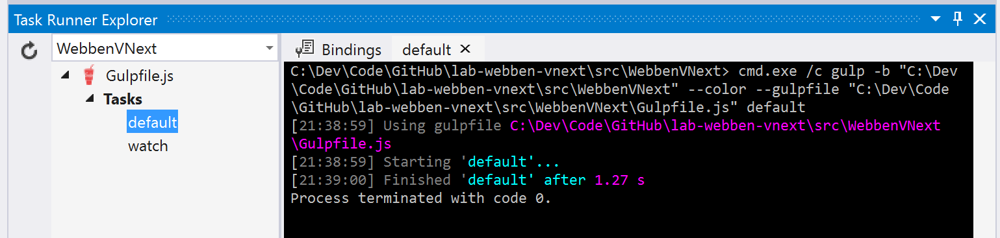 Task Runner Explorer
WebbenVNext
Gulpfile.js
Tasks
default
watch
Bindings
default
C:\Dev\Code\GitHub\lab-webben-vnext\src\WebbenVNext> cmd.exe /c gulp -b "C:\Dev
\Code\GitHub\lab-webben-vnext\src\WebbenVNext" --color --gulpfile "C:\Dev\Code
\GitHub\lab-webben-vnext\src\WebbenVNext\Gulpfile.js" default
[21:38:59] Using gulpfile C:\Dev\Code\GitHub\lab-webben-vnext\src\WebbenVNext
\Gulpfile.js
[21:38:59] Starting 'default'...
[21:39:00] Finished 'default' after 1.27 s
Process terminated with code 0.